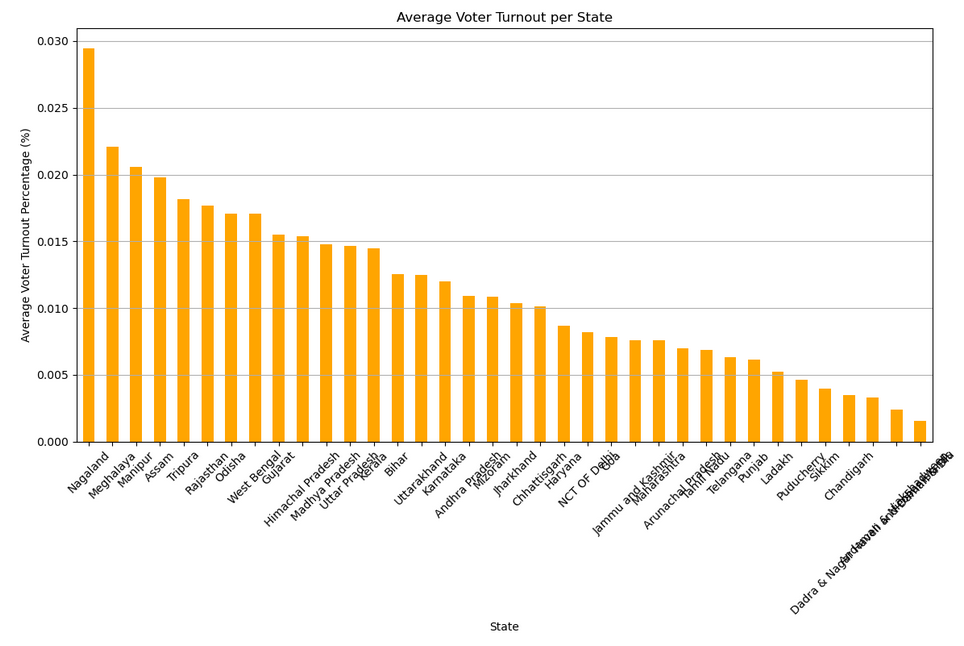 Average Voter Turnout per State
Average Voter Turnout Percentage (%)
0.030
0.025
0.020
0.015
0.010
0.005
0.000
Nagaland
Meghalaya
Manipur
Assam
Tripura
Rajasthan
Odisha
West Bengal
Gujarat
Himachal Pradesh
Madhya Pradesh
Uttar Pradesh
Kerala
Bihar
Uttarakhand
Karnataka
Andhra Pradesh
Mizoram
Jharkhand
Chhattisgarh
Haryana
NCT OF Delhi
Goa
Jammu and Kashmir
Maharashtra
Arunachal Pradesh
Tamil Nadu
Telangana
Punjab
Ladakh
Puducherry
Sikkim
Chandigarh
Dadra & Nagar Haveli
State